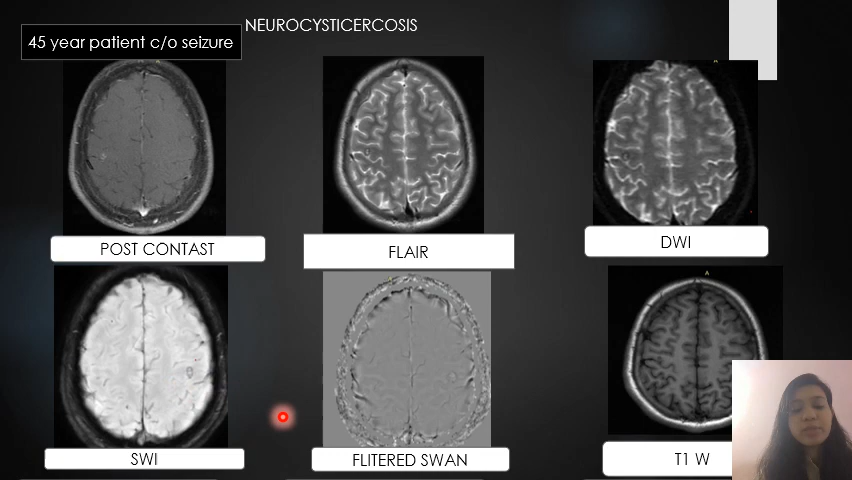 NEUROCYSTICERCOSIS
45 year patient c/o seizure
POST CONTAST
FLAIR
DWI
SWI
FLITERED SWAN
T1 W